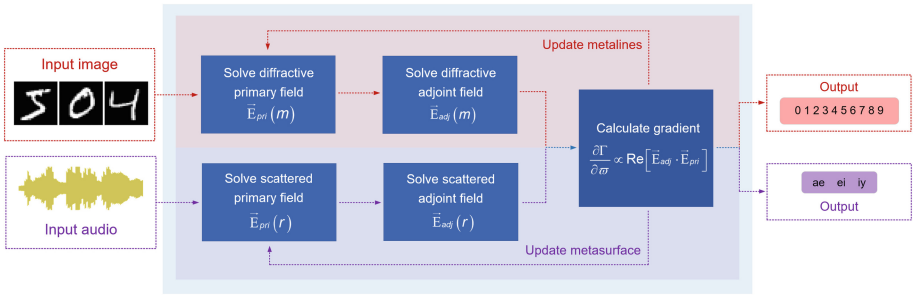 Input image
504
Input audio
Update metalines
Solve diffractive
primary field
E⃗pri(m)
Solve diffractive
adjoint field
E⃗adj(m)
Solve scattered
primary field
E⃗pri(r)
Solve scattered
adjoint field
E⃗adj(r)
Calculate gradient
∂Γ/∂ϖ ∝ Re[E⃗adj · E⃗pri]
Update metasurface
Output
0 1 2 3 4 5 6 7 8 9
ae ei iy
Output